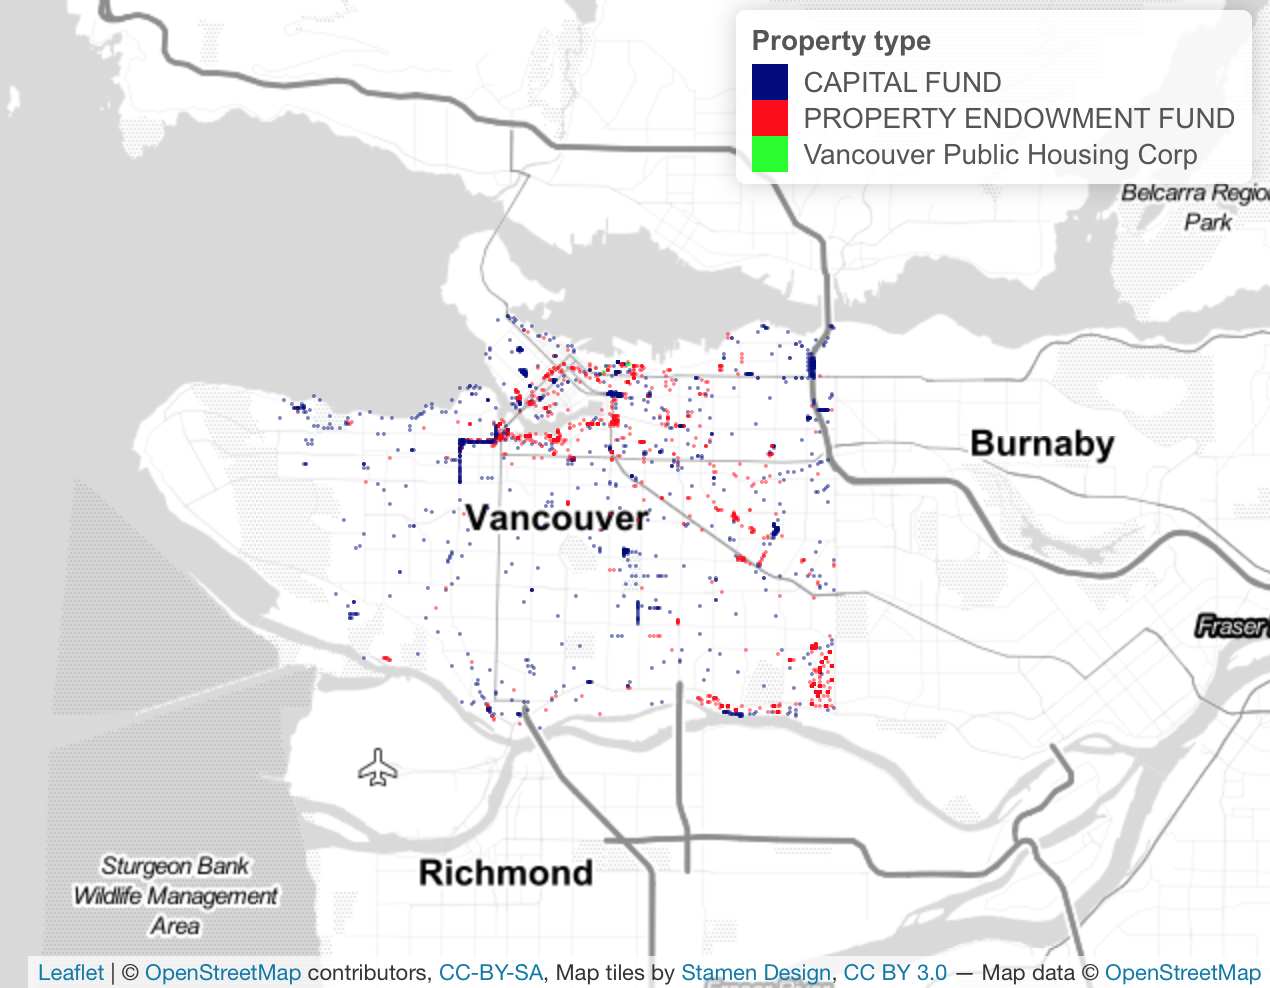 Property type
CAPITAL FUND
PROPERTY ENDOWMENT FUND
Vancouver Public Housing Corp
Belcarra Regio
Park
Burnaby
Vancouver
Fraser
Richmond
Sturgeon Bank
Wildlife Management
Area
Leaflet | © OpenStreetMap contributors, CC-BY-SA, Map tiles by Stamen Design, CC BY 3.0 — Map data © OpenStreetMap